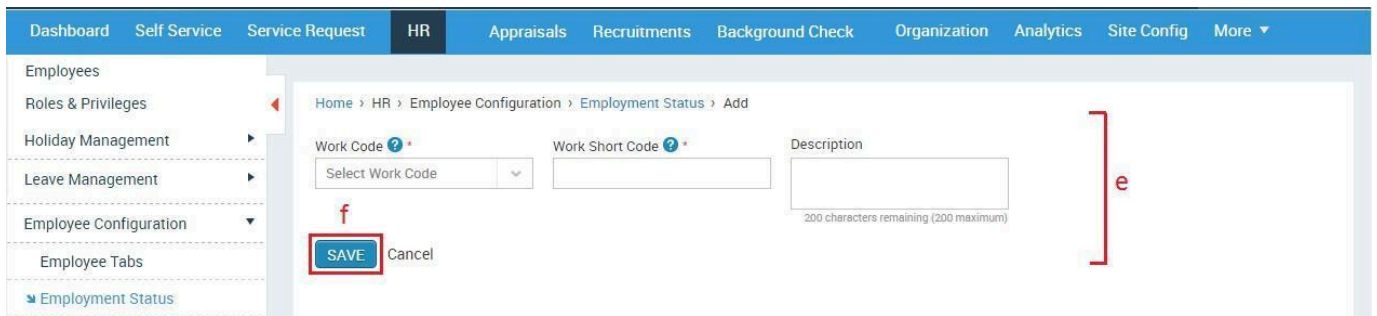 Dashboard Self Service Service Request HR Appraisals Recruitments Background Check Organization Analytics Site Config More ▼
Employees
Roles & Privileges
Holiday Management
Leave Management
Employee Configuration
Employee Tabs
Employment Status
Home › HR › Employee Configuration › Employment Status › Add
Work Code ? * Work Short Code ? * Description
Select Work Code
200 characters remaining (200 maximum)
e
f
SAVE Cancel